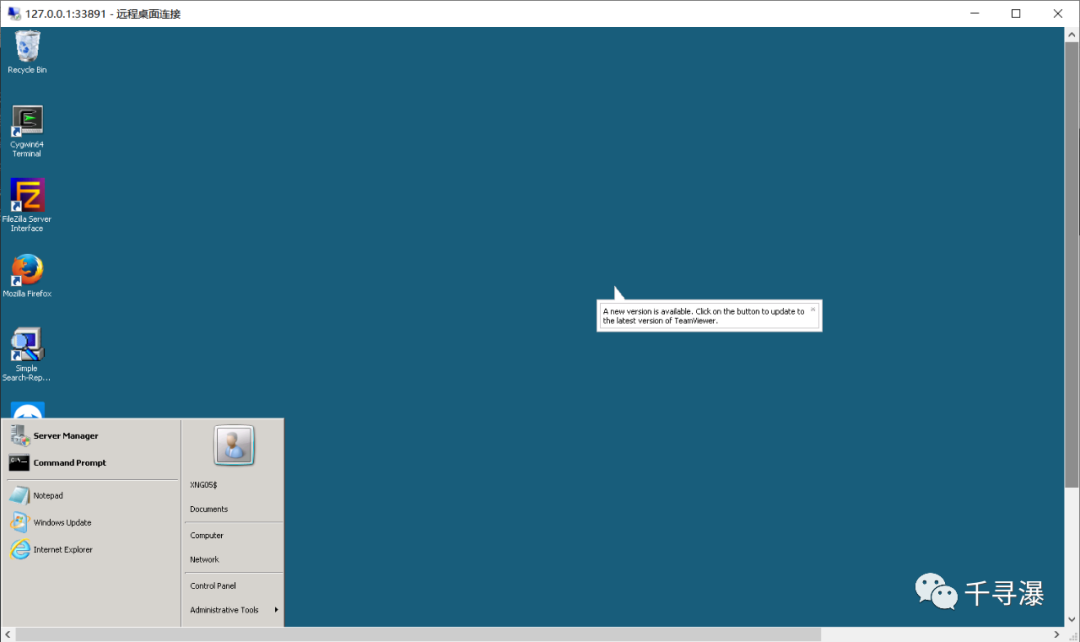 127.0.0.1:33891 - 远程桌面连接
Recycle Bin
Cygwin64
Terminal
FileZilla Server
Interface
Mozilla Firefox
Simple
Search-Rep...
A new version is available. Click on the button to update to
the latest version of TeamViewer.
Server Manager
Command Prompt
Notepad
Windows Update
Internet Explorer
XNG05$
Documents
Computer
Network
Control Panel
Administrative Tools
千寻瀑